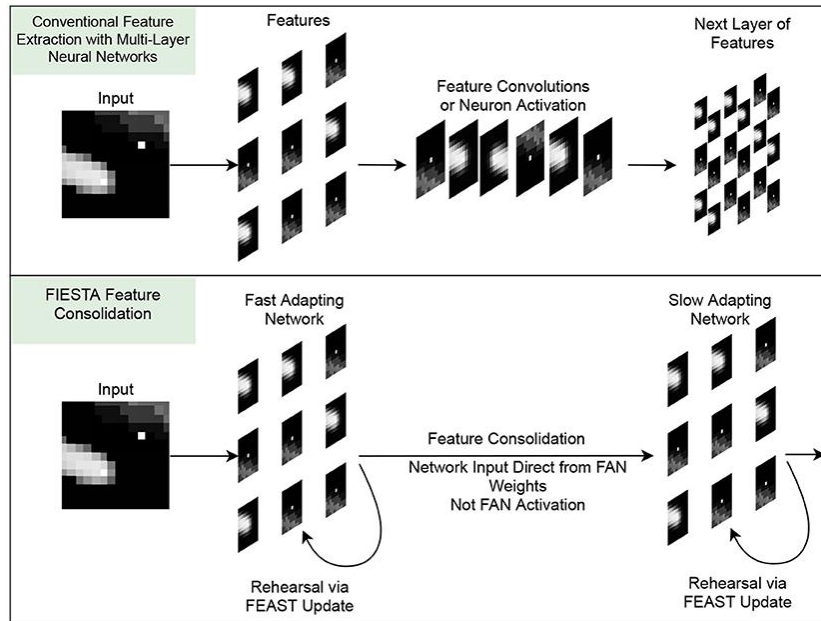 Conventional Feature
Extraction with Multi-Layer
Neural Networks
Input
Features
Feature Convolutions
or Neuron Activation
Next Layer of
Features
FIESTA Feature
Consolidation
Input
Fast Adapting
Network
Rehearsal via
FEAST Update
Feature Consolidation
Network Input Direct from FAN
Weights
Not FAN Activation
Slow Adapting
Network
Rehearsal via
FEAST Update